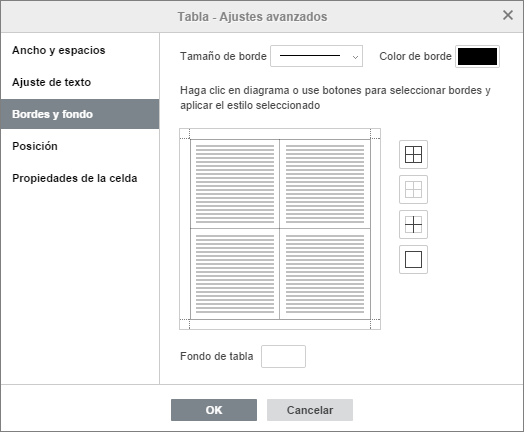 Tabla - Ajustes avanzados
Ancho y espacios
Ajuste de texto
Bordes y fondo
Posición
Propiedades de la celda
Tamaño de borde
Color de borde
Haga clic en diagrama o use botones para seleccionar bordes y
aplicar el estilo seleccionado
Fondo de tabla
OK
Cancelar